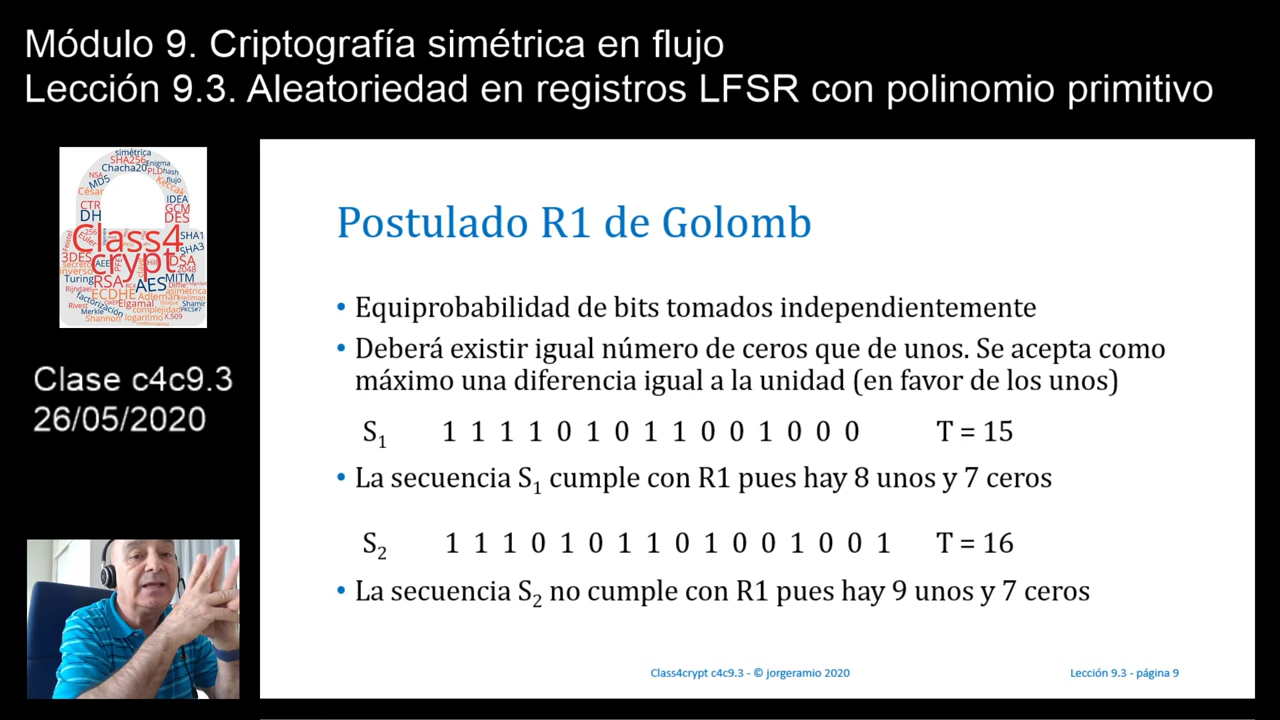 Módulo 9. Criptografía simétrica en flujo
Lección 9.3. Aleatoriedad en registros LFSR con polinomio primitivo
Class4
crypt
Clase c4c9.3
26/05/2020
Postulado R1 de Golomb
• Equiprobabilidad de bits tomados independientemente
• Deberá existir igual número de ceros que de unos. Se acepta como
máximo una diferencia igual a la unidad (en favor de los unos)
S₁ 1 1 1 1 0 1 0 1 1 0 0 1 0 0 0 T = 15
• La secuencia S₁ cumple con R1 pues hay 8 unos y 7 ceros
S₂ 1 1 1 0 1 0 1 1 0 1 0 0 1 0 0 1 T = 16
• La secuencia S₂ no cumple con R1 pues hay 9 unos y 7 ceros
Class4crypt c4c9.3 - © jorgeramio 2020
Lección 9.3 - página 9